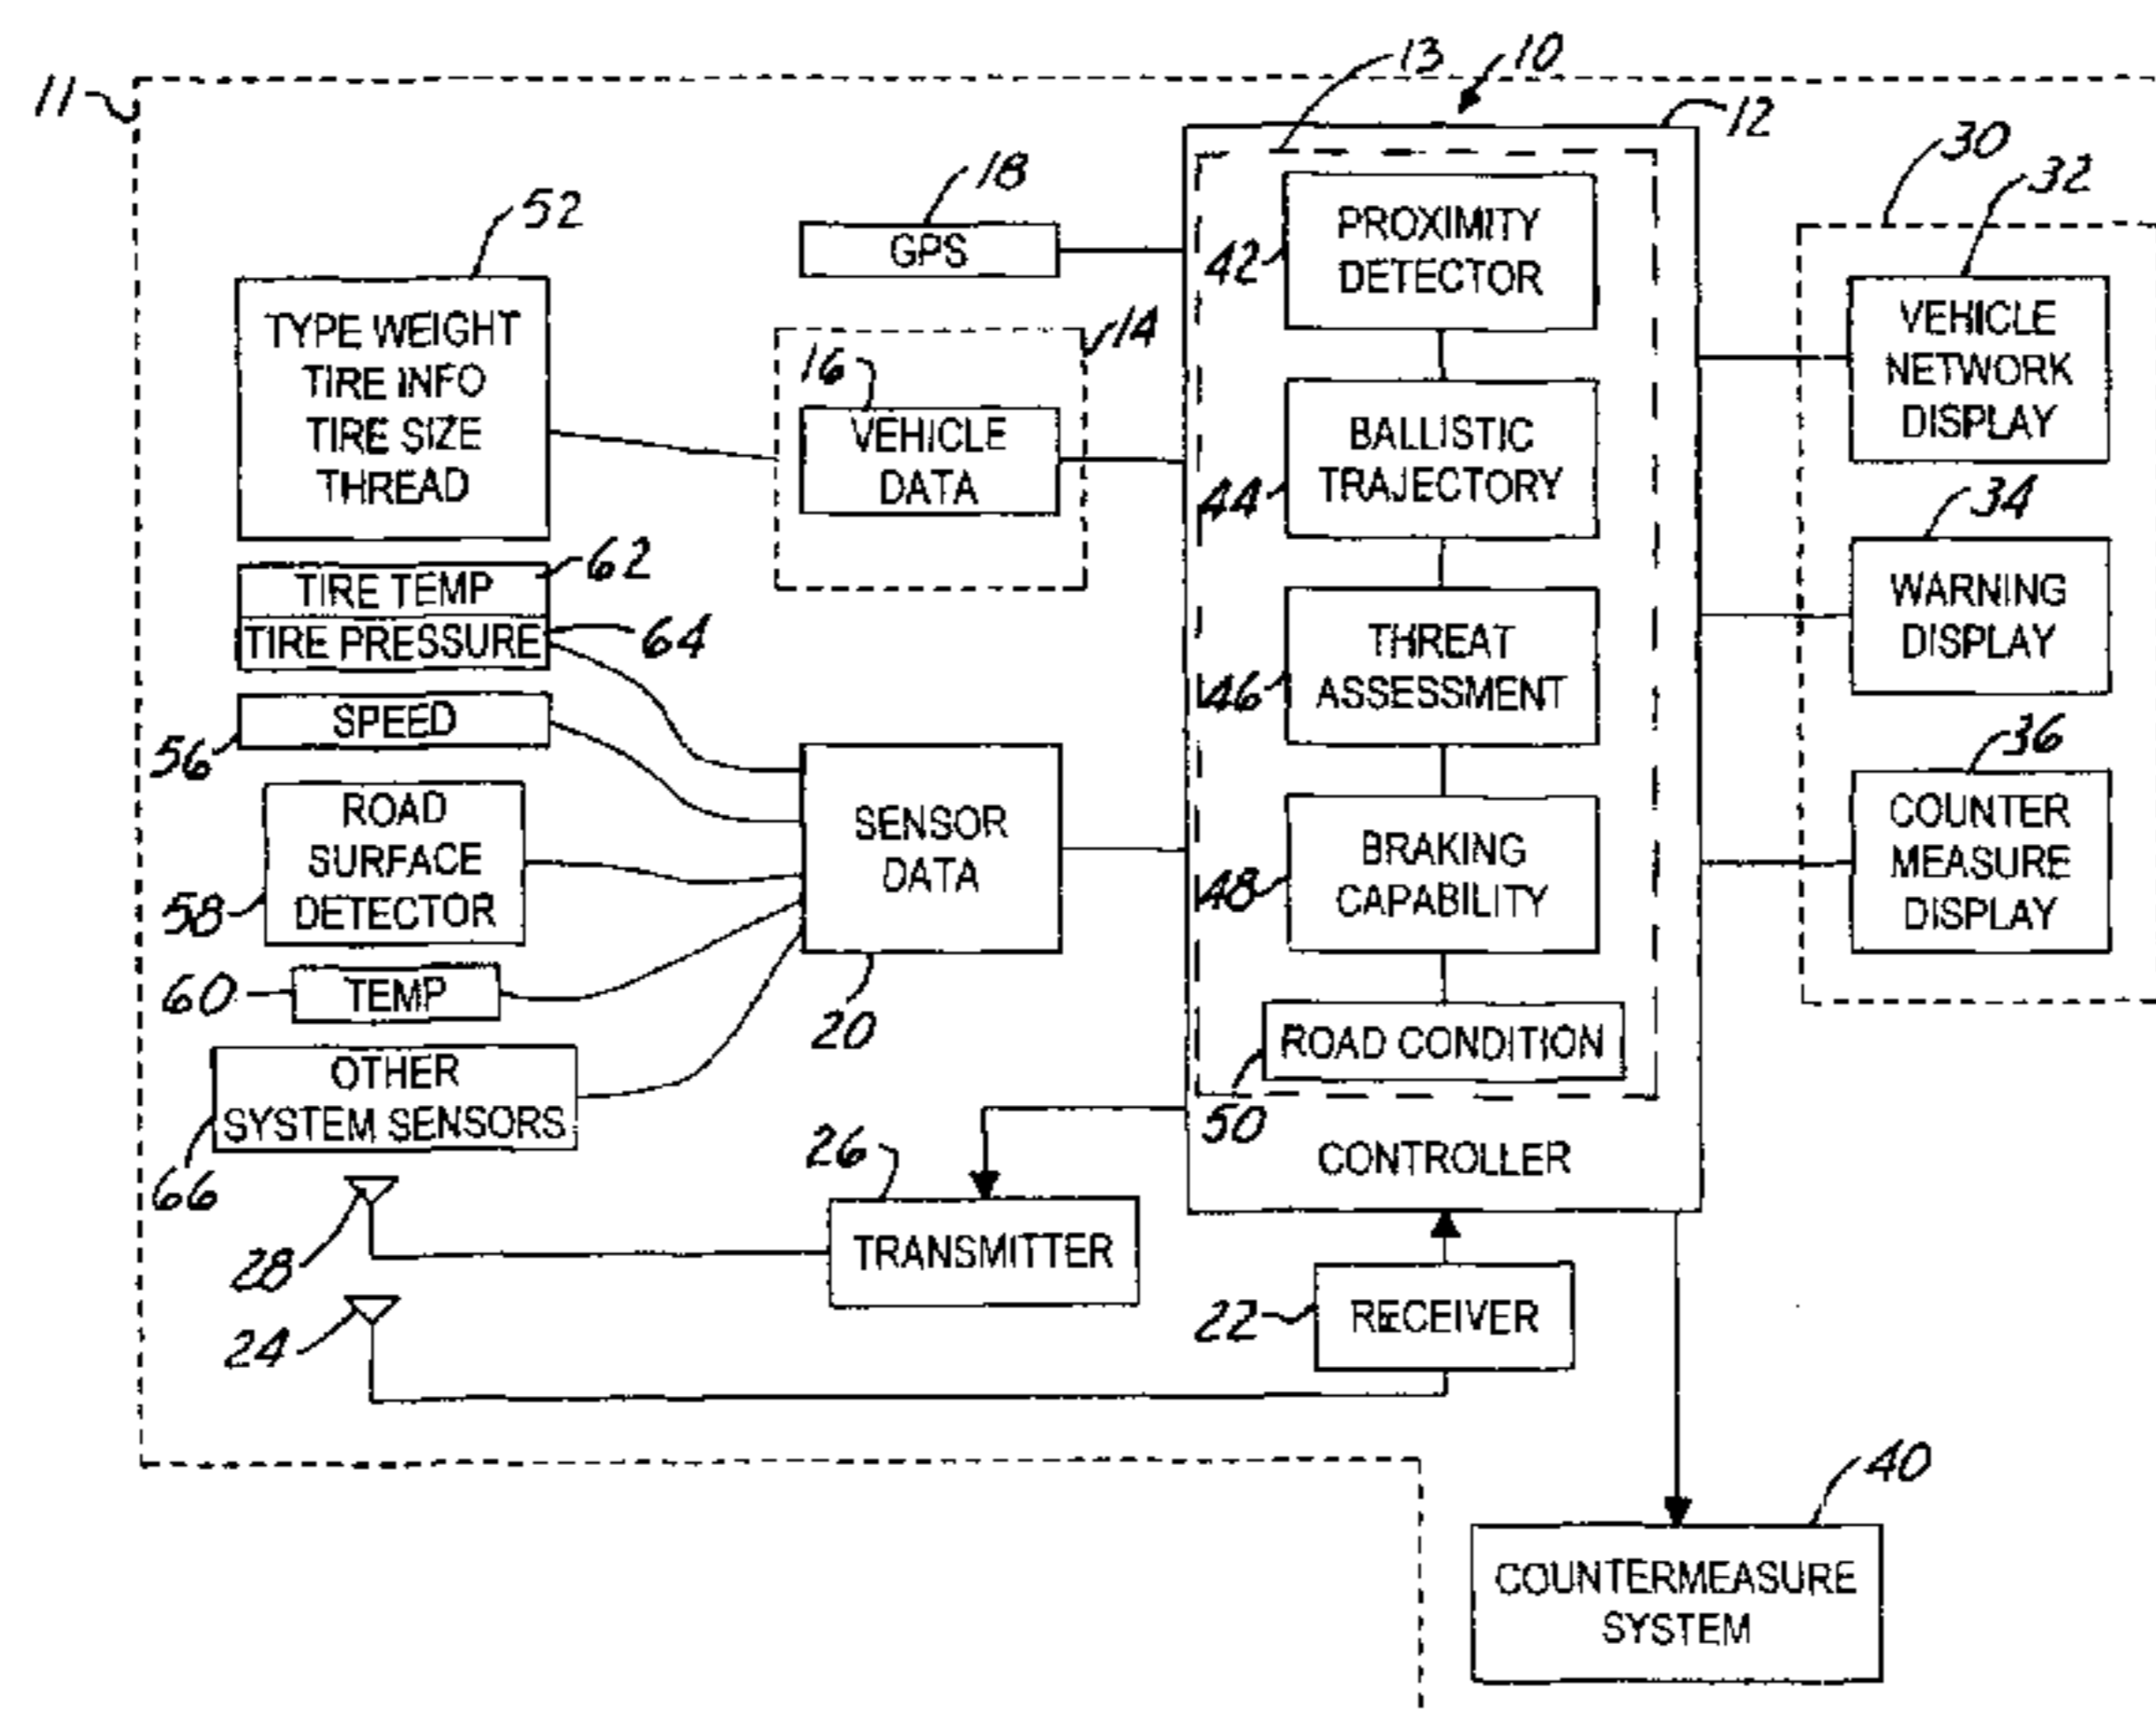 11
13
10
12
30
32
52
18
GPS
42
PROXIMITY
DETECTOR
VEHICLE
NETWORK
DISPLAY
TYPE WEIGHT
TIRE INFO
TIRE SIZE
THREAD
14
16
VEHICLE
DATA
44
BALLISTIC
TRAJECTORY
34
WARNING
DISPLAY
TIRE TEMP
62
TIRE PRESSURE
64
46
THREAT
ASSESSMENT
SPEED
56
36
COUNTER
MEASURE
DISPLAY
ROAD
SURFACE
DETECTOR
58
SENSOR
DATA
20
48
BRAKING
CAPABILITY
TEMP
60
ROAD CONDITION
50
OTHER
SYSTEM SENSORS
66
CONTROLLER
26
TRANSMITTER
28
24
22
RECEIVER
40
COUNTERMEASURE
SYSTEM